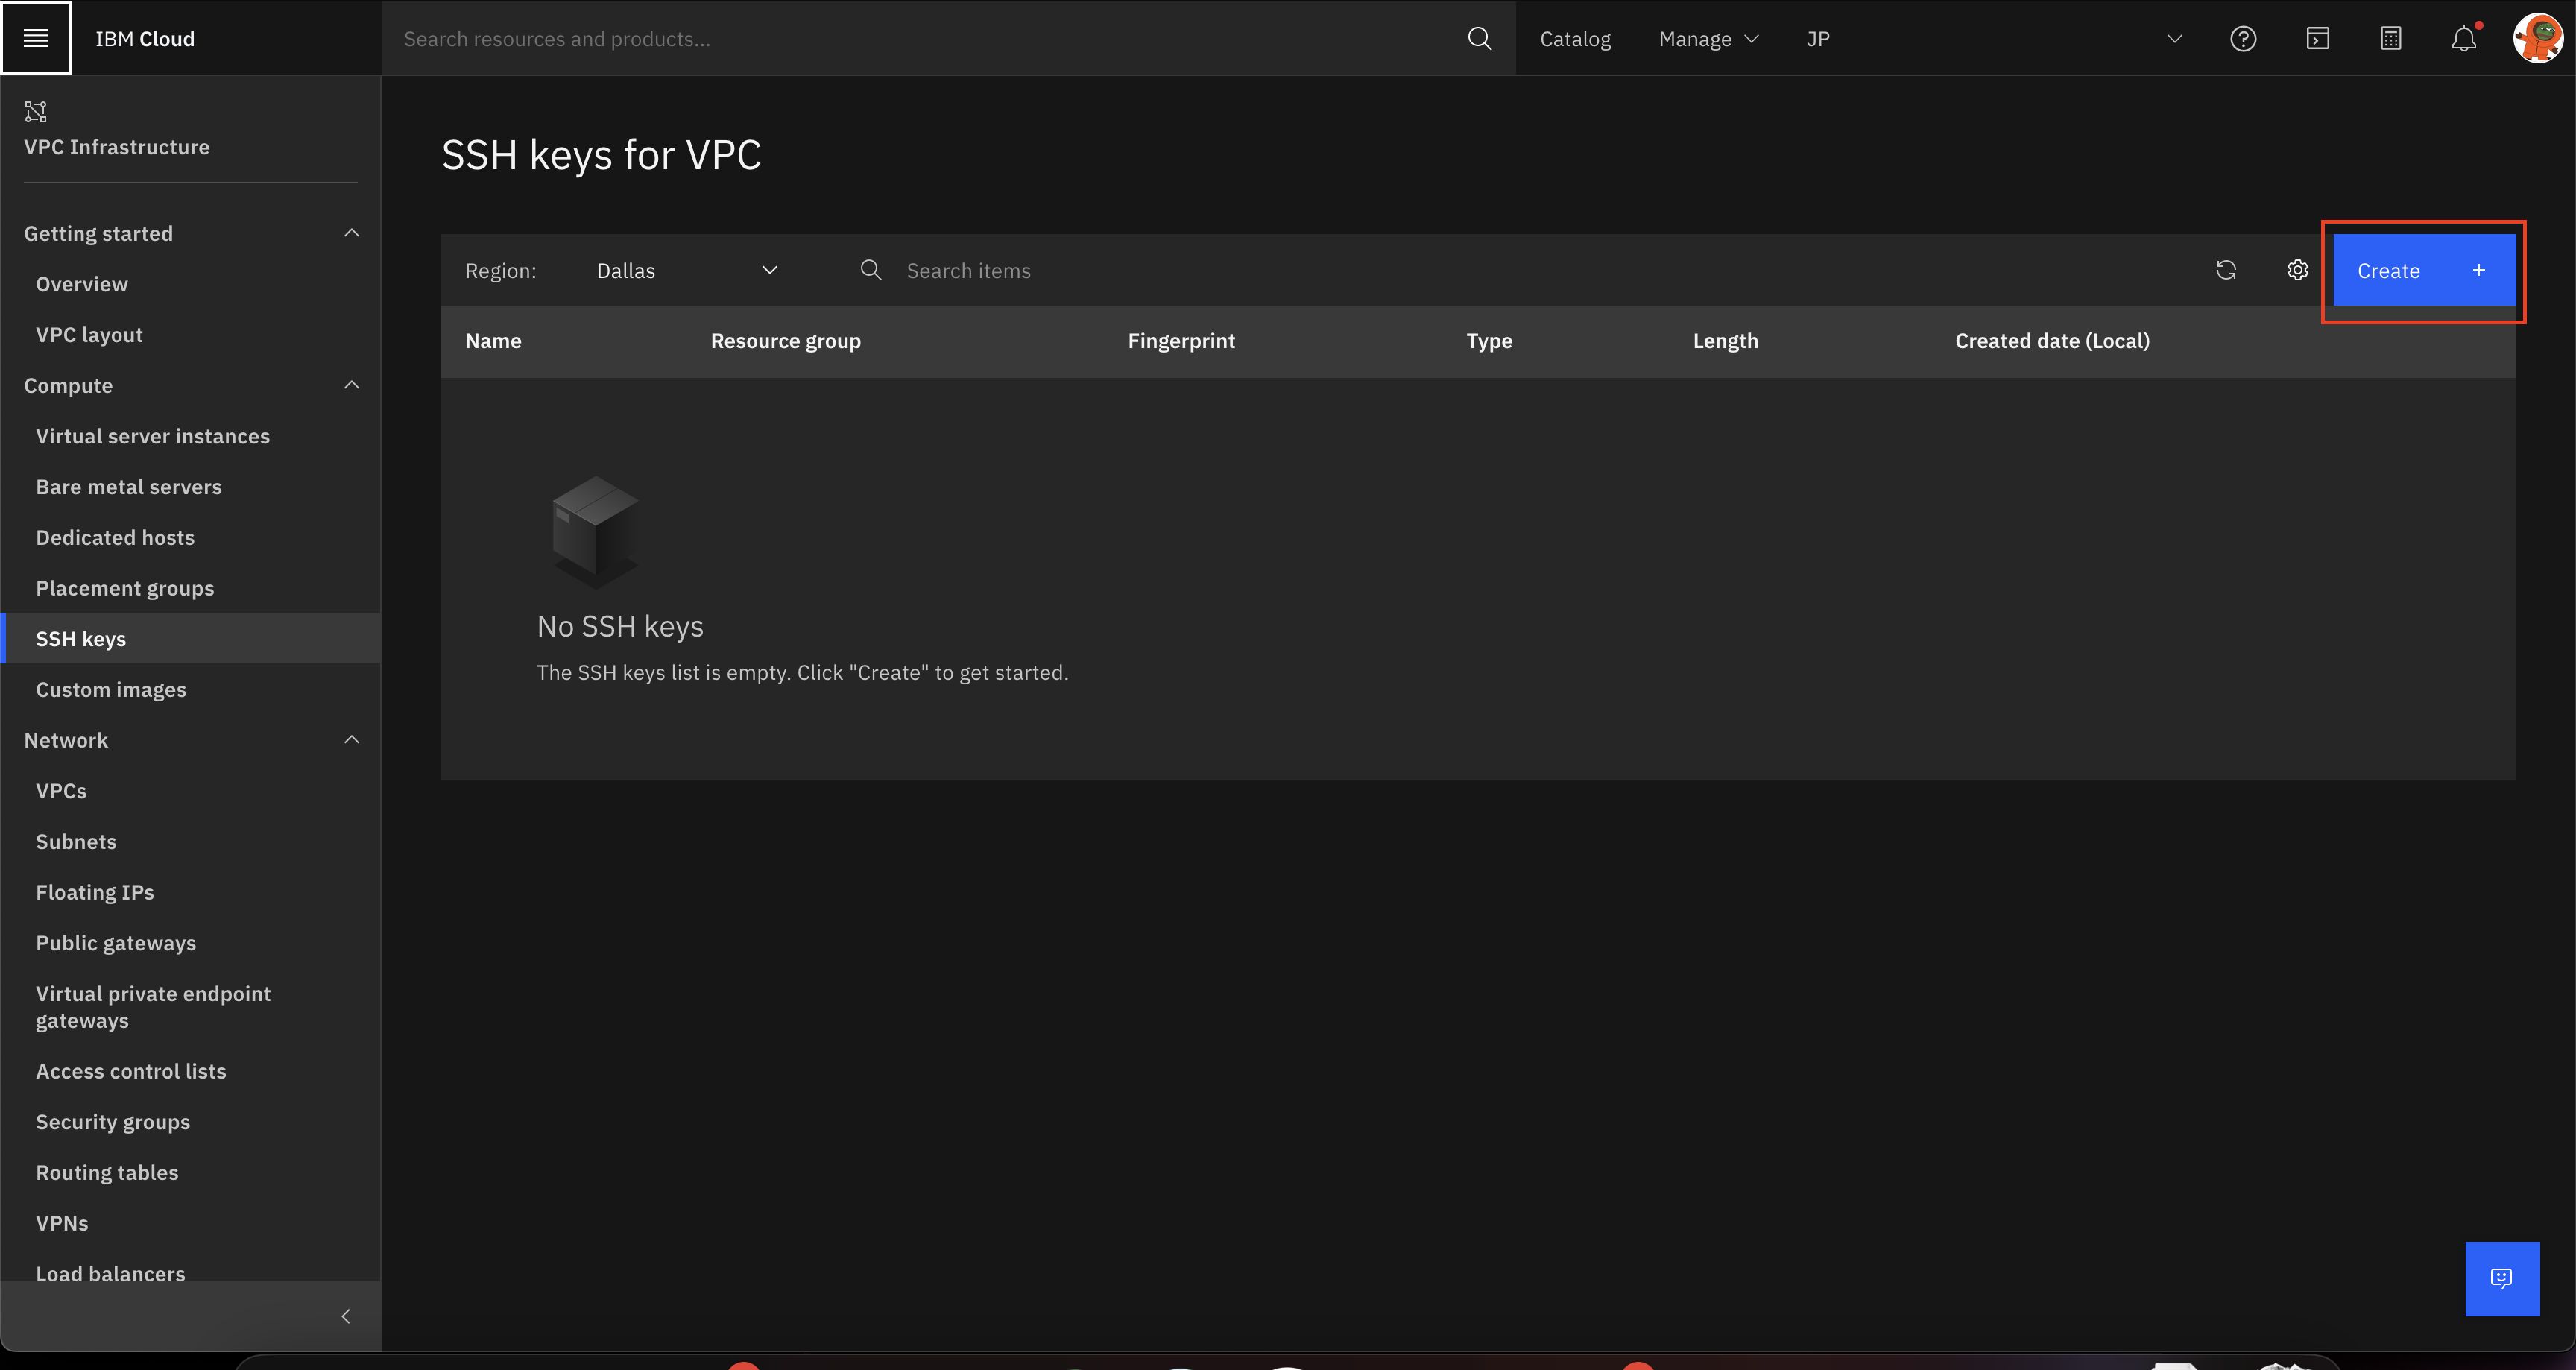 IBM Cloud
Search resources and products...
Catalog
Manage
JP
VPC Infrastructure
Getting started
Overview
VPC layout
Compute
Virtual server instances
Bare metal servers
Dedicated hosts
Placement groups
SSH keys
Custom images
Network
VPCs
Subnets
Floating IPs
Public gateways
Virtual private endpoint
gateways
Access control lists
Security groups
Routing tables
VPNs
Load balancers
SSH keys for VPC
Region:
Dallas
Search items
Create +
Name
Resource group
Fingerprint
Type
Length
Created date (Local)
No SSH keys
The SSH keys list is empty. Click "Create" to get started.